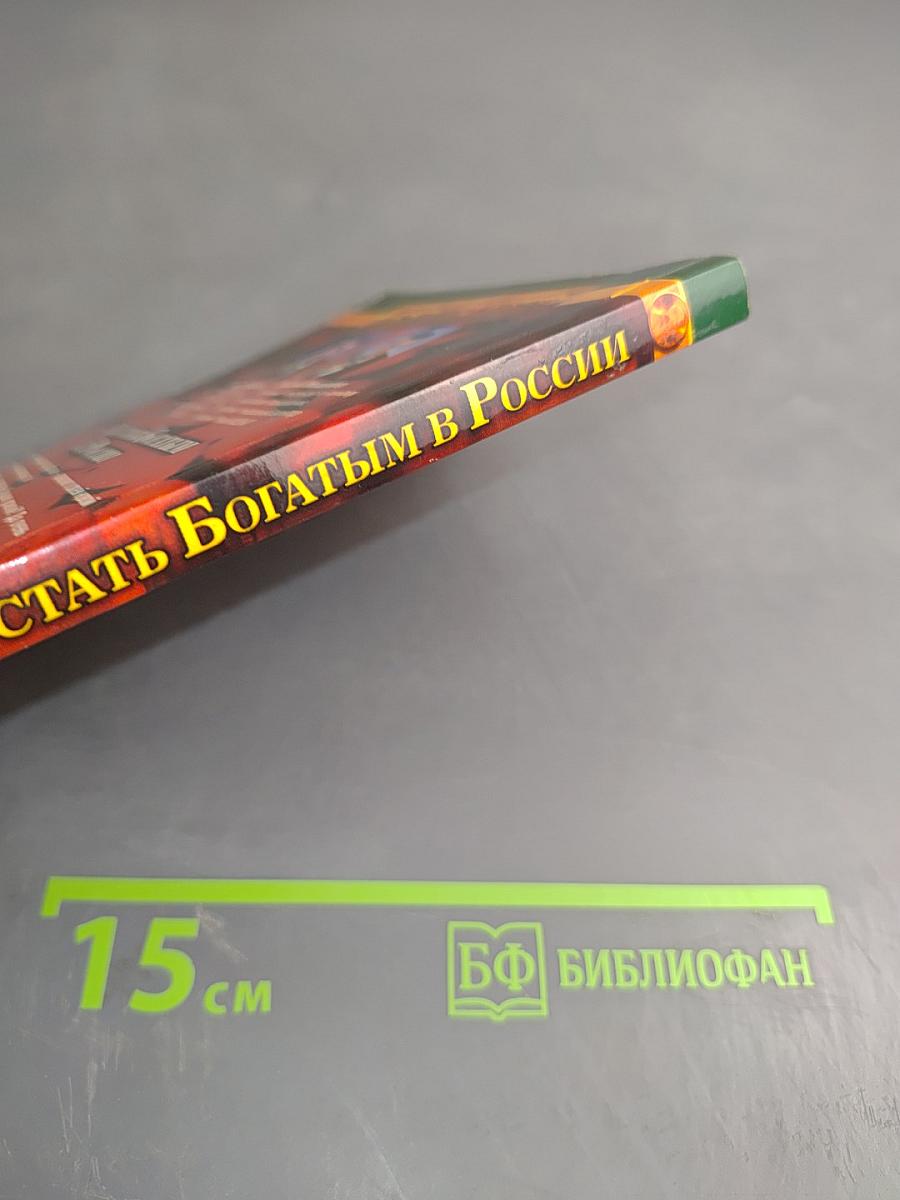 СТАТЬ БОГАТЫМ В РОССИИ
15 см
БФ БИБЛИОФАН